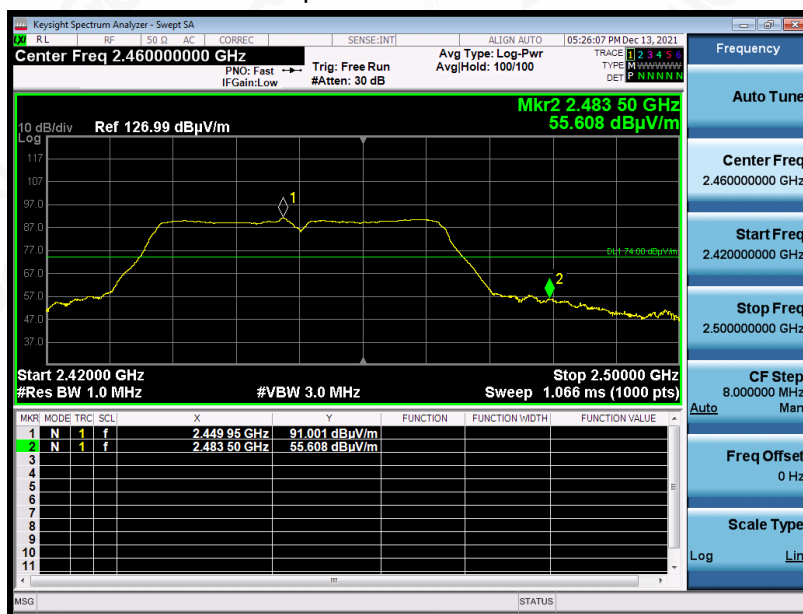 Keysight Spectrum Analyzer - Swept SA
LXI RL RF 50 Ω AC CORREC SENSE:INT ALIGN AUTO 05:26:07 PM Dec 13, 2021
Center Freq 2.460000000 GHz
PNO: Fast
IFGain:Low
Trig: Free Run
#Atten: 30 dB
Avg Type: Log-Pwr
Avg|Hold: 100/100
TRACE 1 2 3 4 5 6
TYPE M WWWWW
DET P N N N N N
Mkr2 2.483 50 GHz
55.608 dBμV/m
10 dB/div Ref 126.99 dBμV/m
Log
117
107
97.0
87.0
77.0
67.0
57.0
47.0
37.0
1
DL1 74.00 dBμV/m
2
Start 2.42000 GHz Stop 2.50000 GHz
#Res BW 1.0 MHz #VBW 3.0 MHz Sweep 1.066 ms (1000 pts)
MKR MODE TRC SCL X Y FUNCTION FUNCTION WIDTH FUNCTION VALUE
1 N 1 f 2.449 95 GHz 91.001 dBμV/m
2 N 1 f 2.483 50 GHz 55.608 dBμV/m
3
4
5
6
7
8
9
10
11
MSG STATUS
Frequency
Auto Tune
Center Freq
2.460000000 GHz
Start Freq
2.420000000 GHz
Stop Freq
2.500000000 GHz
CF Step
8.000000 MHz
Auto Man
Freq Offset
0 Hz
Scale Type
Log Lin